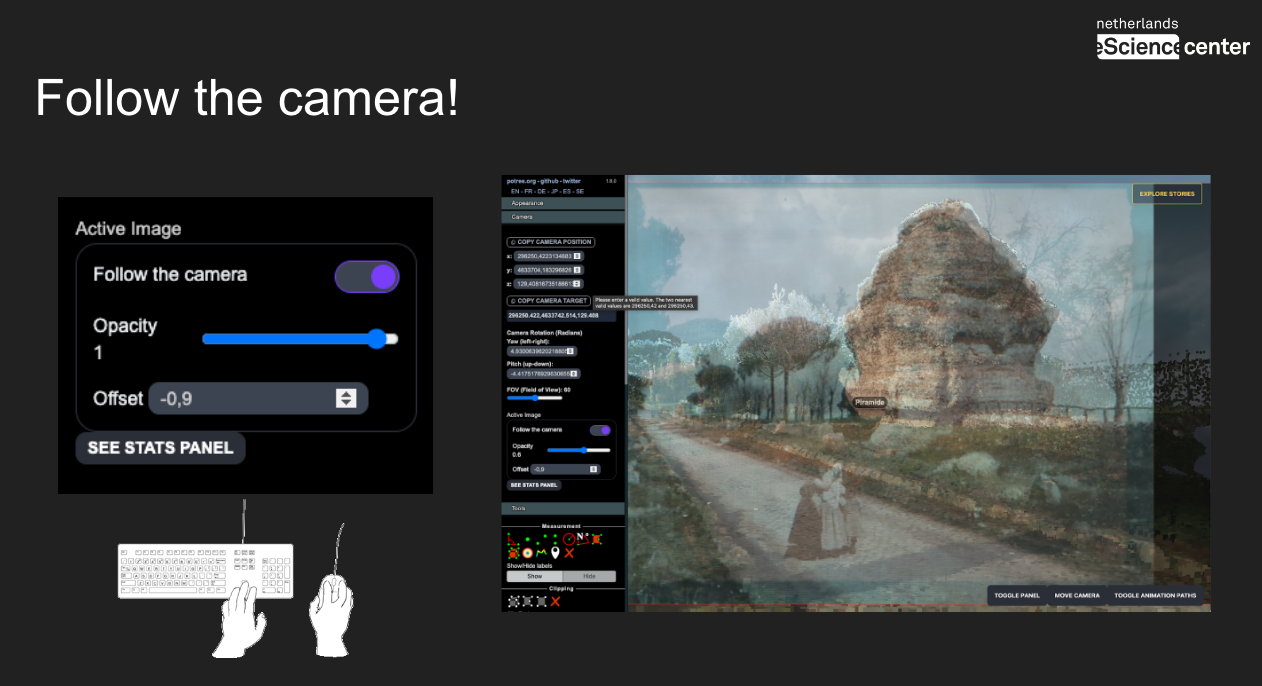 netherlands
eScience center
Follow the camera!
Active Image
Follow the camera
Opacity
1
Offset -0,9
SEE STATS PANEL
potree.org - github - twitter 1.8.0
EN - FR - DE - JP - ES - SE
Appearance
Camera
COPY CAMERA POSITION
x: 296250,4223134883
y: 4633704,183296826
z: 129,4081673518661
COPY CAMERA TARGET
Please enter a valid value. The two nearest
valid values are 296250,42 and 296250,43.
296250.422,4633742.514,129.408
Camera Rotation (Radians)
Yaw (left-right):
Pitch (up-down):
FOV (Field of View): 60
Active Image
Follow the camera
Opacity
0.6
Offset -0,9
SEE STATS PANEL
Tools
Measurement
Show/Hide labels
Show Hide
Clipping
EXPLORE STORIES
Piramide
TOGGLE PANEL MOVE CAMERA TOOGLE ANIMATION PATHS